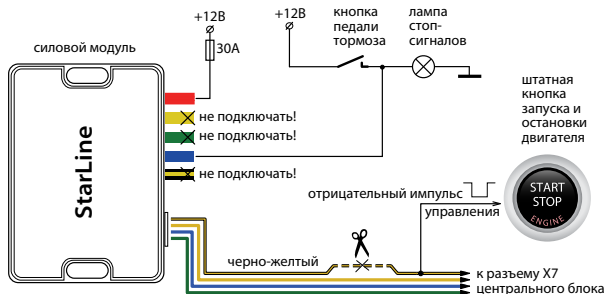 +12В
+12В
кнопка
педали
тормоза
лампа
стоп-
сигналов
силовой модуль
30А
не подключать!
не подключать!
не подключать!
StarLine
штатная
кнопка
запуска и
остановки
двигателя
START
STOP
ENGINE
отрицательный импульс
управления
черно-желтый
к разъему X7
центрального блока